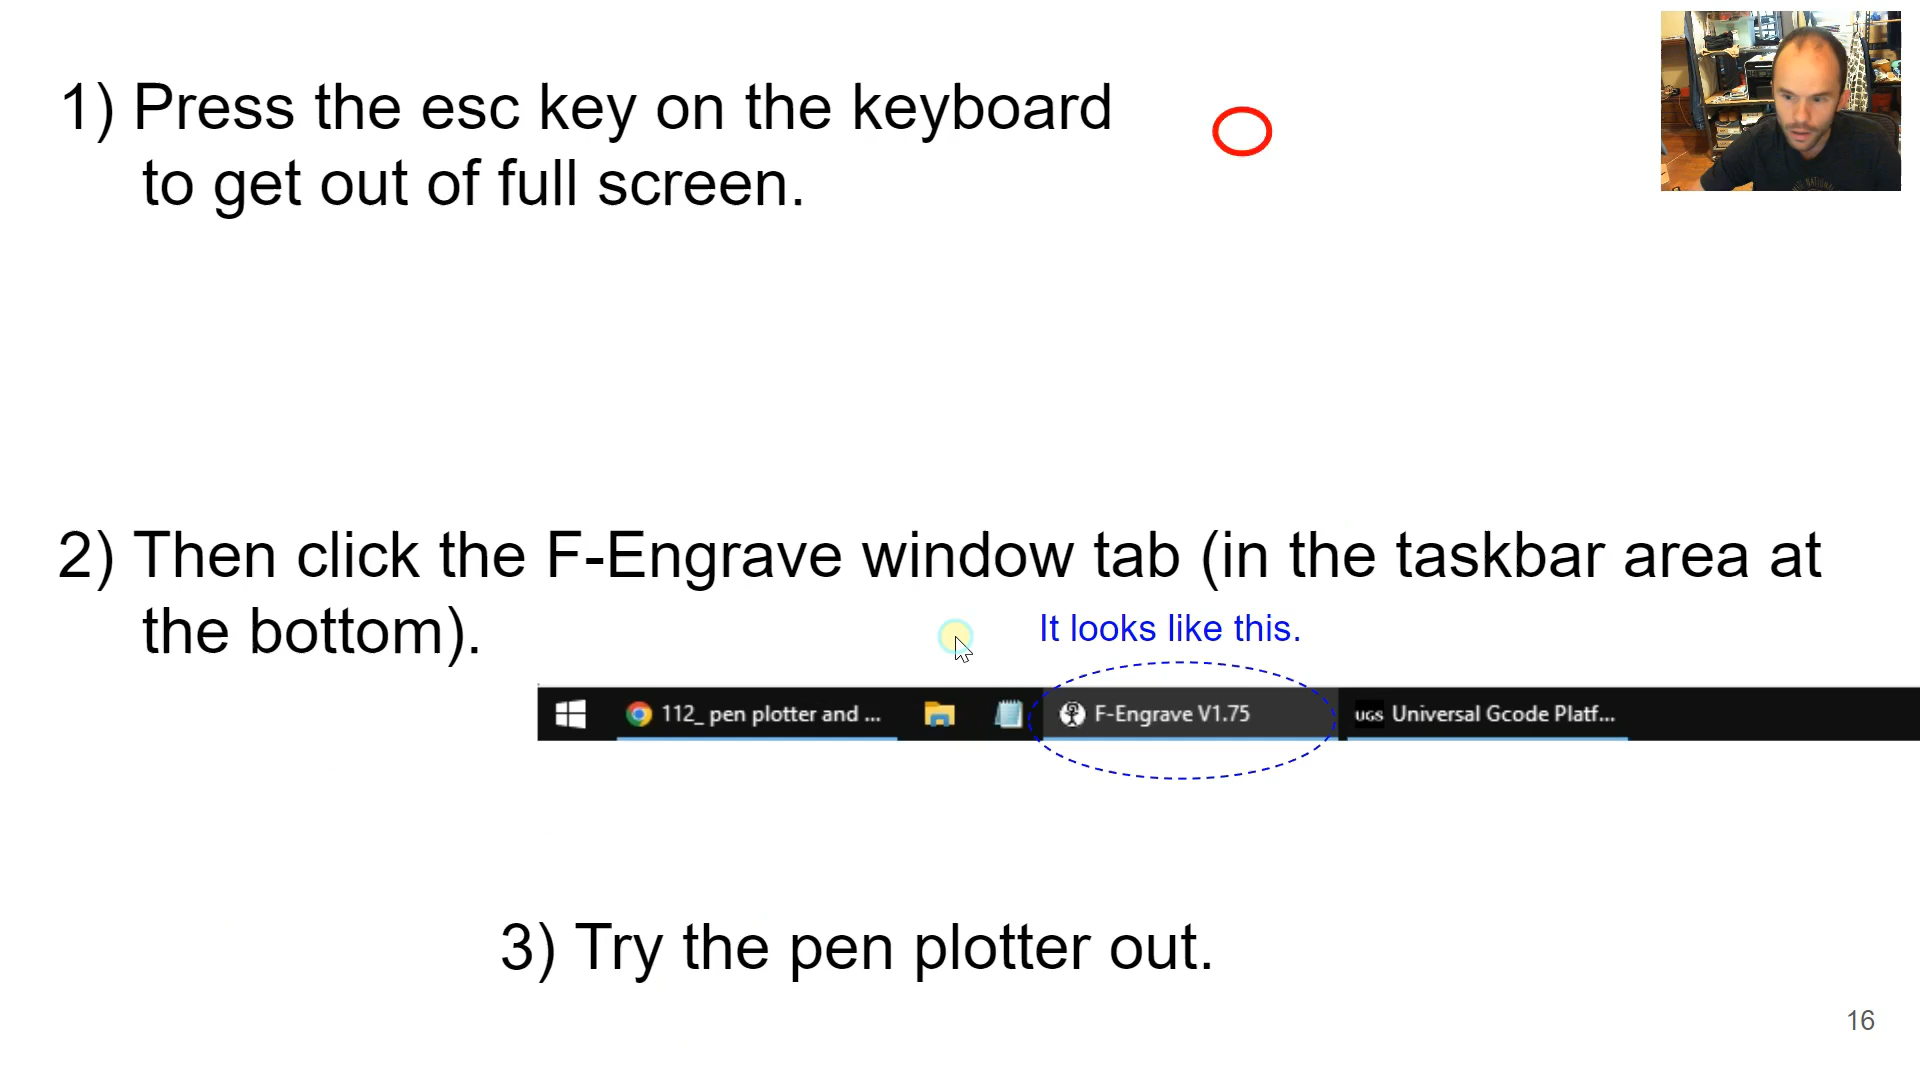 1) Press the esc key on the keyboard
to get out of full screen.
2) Then click the F-Engrave window tab (in the taskbar area at
the bottom).
It looks like this.
112_ pen plotter and ...
F-Engrave V1.75
UGS Universal Gcode Platf...
3) Try the pen plotter out.
16